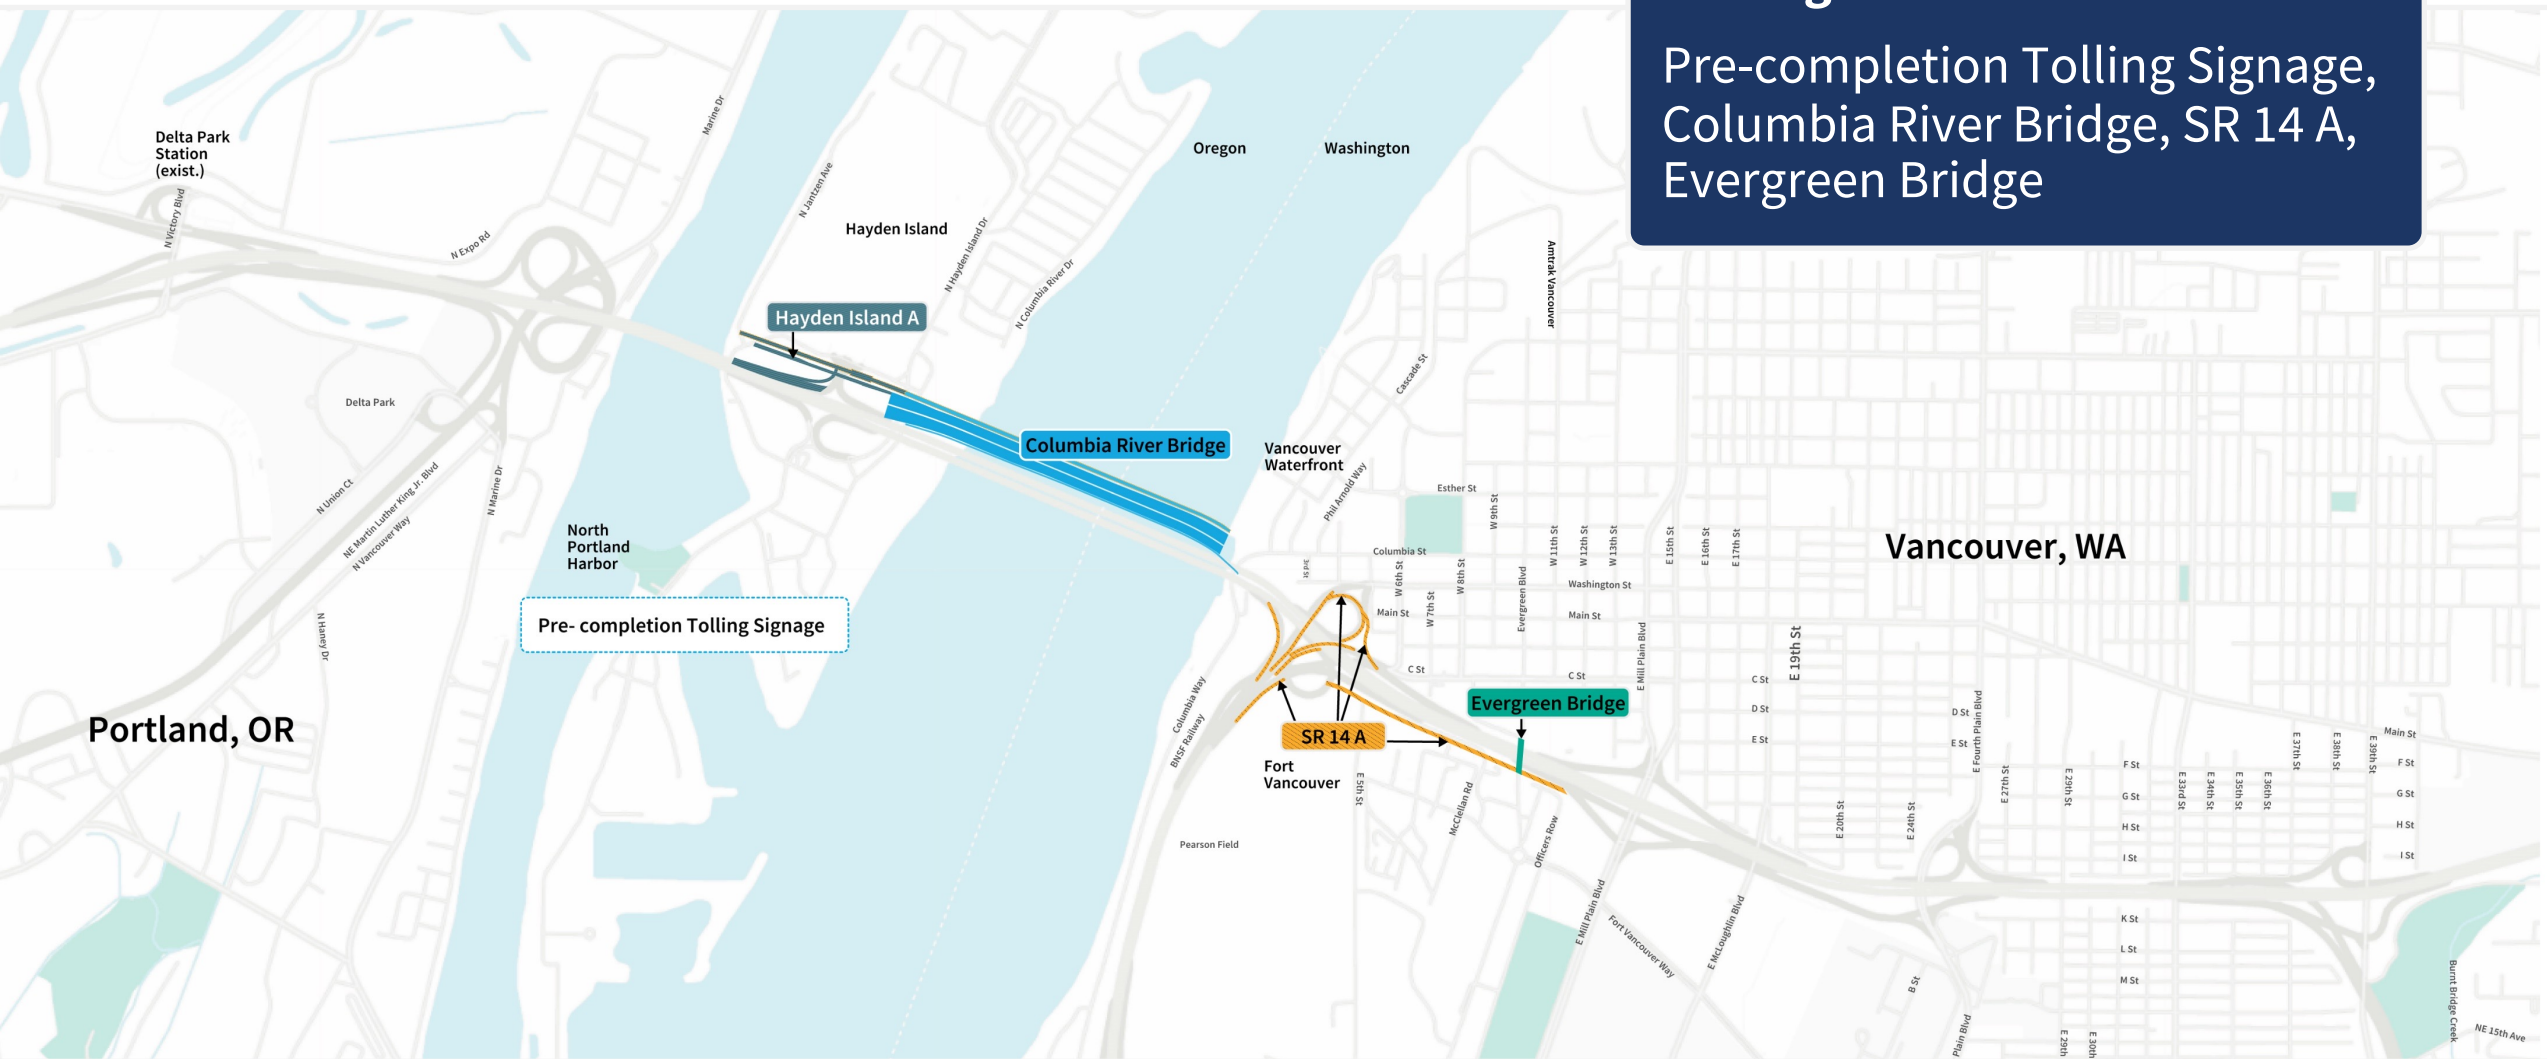 Pre-completion Tolling Signage,
Columbia River Bridge, SR 14 A,
Evergreen Bridge
Delta Park
Station
(exist.)
N Victory Blvd
N Expo Rd
Marine Dr
N Jantzen Ave
Hayden Island
N Hayden Island Dr
N Columbia River Dr
Oregon
Washington
Amtrak Vancouver
Hayden Island A
Delta Park
Columbia River Bridge
Vancouver
Waterfront
Cascade St
Phil Arnold Way
N Union Ct
NE Martin Luther King Jr. Blvd
N Vancouver Way
N Marine Dr
N Haney Dr
North
Portland
Harbor
Pre- completion Tolling Signage
Portland, OR
Vancouver, WA
Esther St
W 9th St
Columbia St
3rd St
W 6th St
W 7th St
W 8th St
Evergreen Blvd
W 11th St
W 12th St
W 13th St
E 15th St
E 16th St
E 17th St
Washington St
Main St
Main St
E Mill Plain Blvd
E 19th St
C St
C St
C St
D St
E St
D St
E St
E Fourth Plain Blvd
Columbia Way
BNSF Railway
SR 14 A
Evergreen Bridge
Fort
Vancouver
E 5th St
McClellan Rd
Officers Row
Pearson Field
E Mill Plain Blvd
Fort Vancouver Way
E McLoughlin Blvd
E 20th St
E 24th St
E 27th St
E 29th St
F St
G St
H St
I St
E 33rd St
E 34th St
E 35th St
E 36th St
E 37th St
E 38th St
E 39th St
Main St
F St
G St
H St
I St
K St
L St
M St
B St
Plain Blvd
E 29th
E 30th
Burnt Bridge Creek
NE 15th Ave